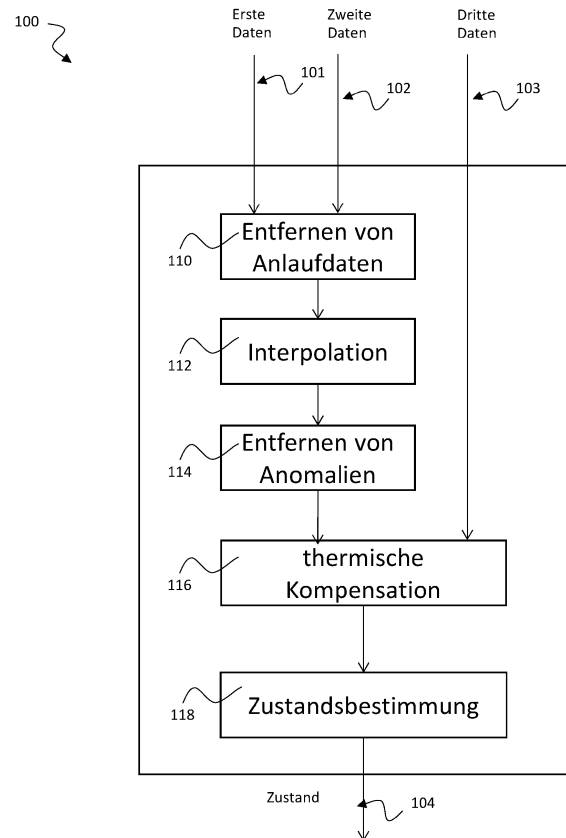 100
Erste
Daten
Zweite
Daten
Dritte
Daten
101
102
103
Entfernen von
Anlaufdaten
110
Interpolation
112
Entfernen von
Anomalien
114
thermische
Kompensation
116
Zustandsbestimmung
118
Zustand
104